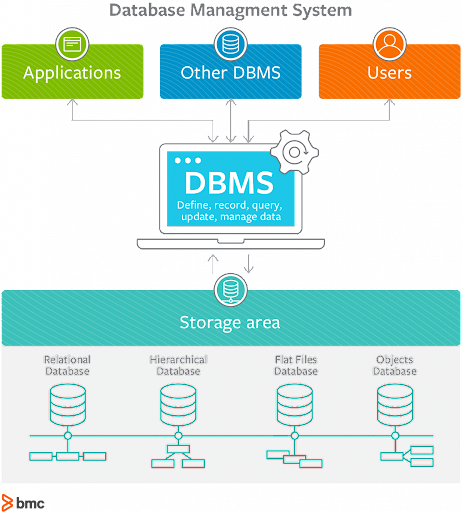 Database Managment System
Applications
Other DBMS
Users
DBMS
Define, record, query,
update, manage data
Storage area
Relational
Database
Hierarchical
Database
Flat Files
Database
Objects
Database
bmc